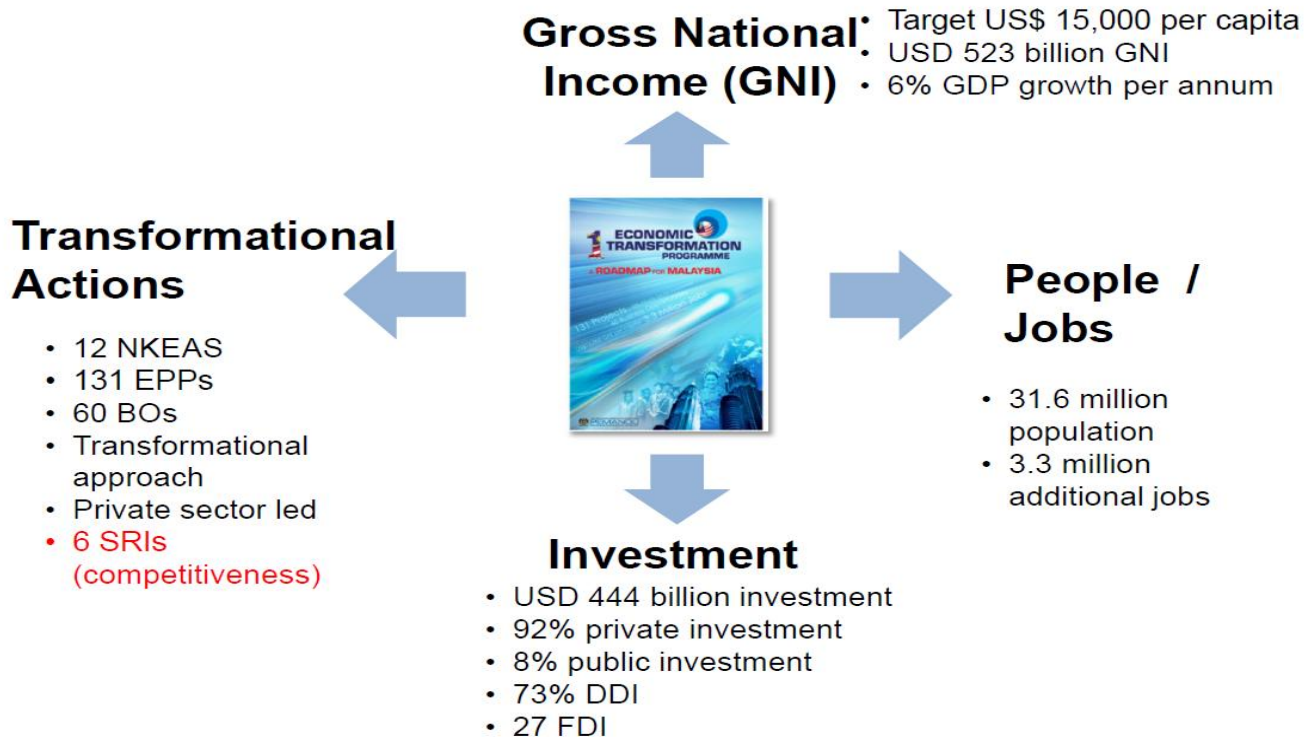 Gross National
Income (GNI)
• Target US$ 15,000 per capita
• USD 523 billion GNI
• 6% GDP growth per annum
Transformational
Actions
• 12 NKEAS
• 131 EPPs
• 60 BOs
• Transformational
approach
• Private sector led
• 6 SRIs
(competitiveness)
1 ECONOMIC
TRANSFORMATION
PROGRAMME
A ROADMAP FOR MALAYSIA
People /
Jobs
• 31.6 million
population
• 3.3 million
additional jobs
Investment
• USD 444 billion investment
• 92% private investment
• 8% public investment
• 73% DDI
• 27 FDI